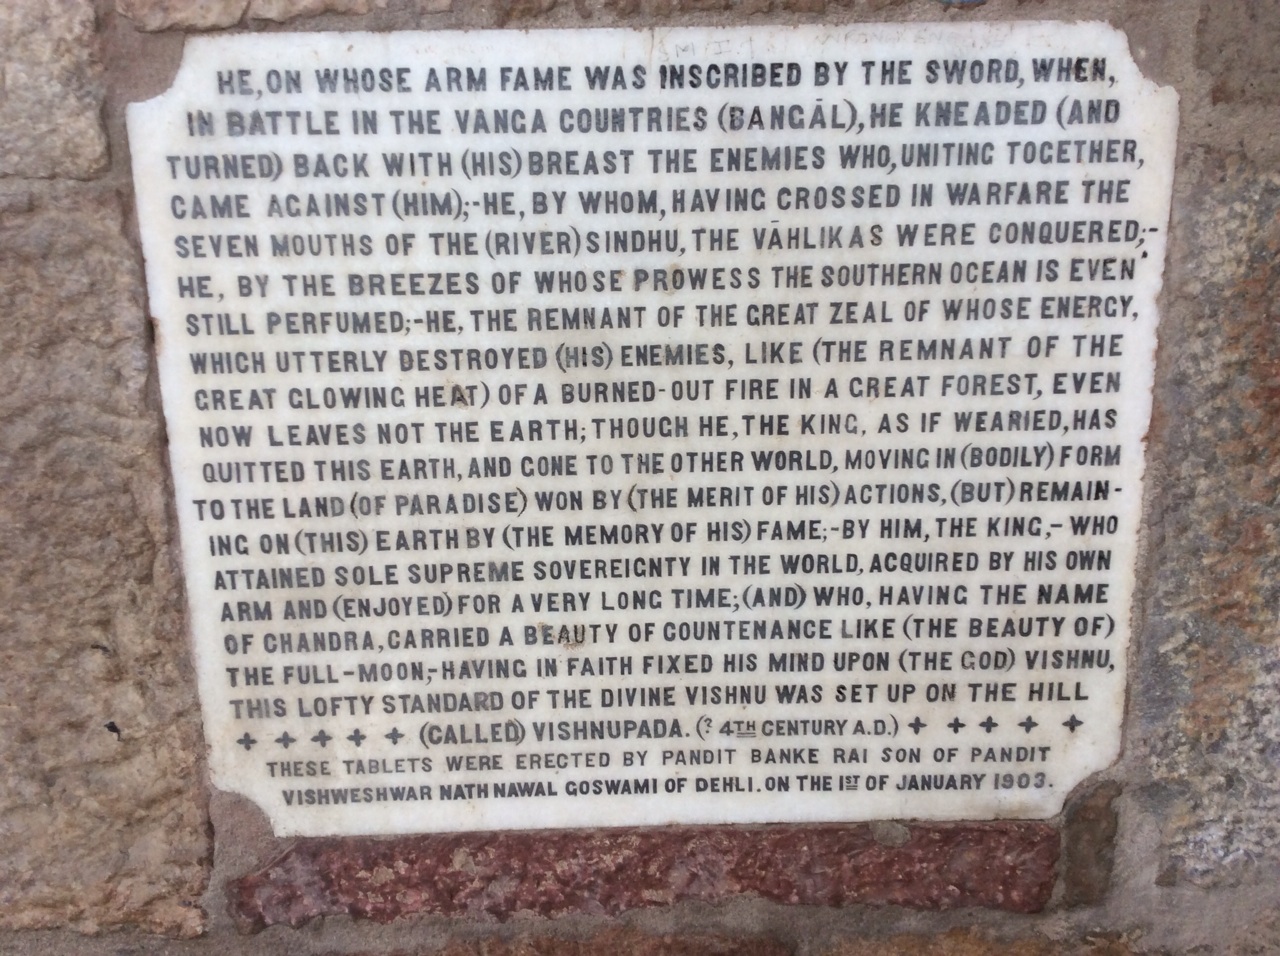 HE, ON WHOSE ARM FAME WAS INSCRIBED BY THE SWORD, WHEN,
IN BATTLE IN THE VANGA COUNTRIES (BANGĀL), HE KNEADED (AND
TURNED) BACK WITH (HIS) BREAST THE ENEMIES WHO, UNITING TOGETHER,
CAME AGAINST (HIM);-HE, BY WHOM, HAVING CROSSED IN WARFARE THE
SEVEN MOUTHS OF THE (RIVER) SINDHU, THE VĀHLIKAS WERE CONQUERED;-
HE, BY THE BREEZES OF WHOSE PROWESS THE SOUTHERN OCEAN IS EVEN
STILL PERFUMED;-HE, THE REMNANT OF THE GREAT ZEAL OF WHOSE ENERGY,
WHICH UTTERLY DESTROYED (HIS) ENEMIES, LIKE (THE REMNANT OF THE
GREAT GLOWING HEAT) OF A BURNED-OUT FIRE IN A GREAT FOREST, EVEN
NOW LEAVES NOT THE EARTH; THOUGH HE, THE KING, AS IF WEARIED, HAS
QUITTED THIS EARTH, AND GONE TO THE OTHER WORLD, MOVING IN (BODILY) FORM
TO THE LAND (OF PARADISE) WON BY (THE MERIT OF HIS) ACTIONS, (BUT) REMAIN-
ING ON (THIS) EARTH BY (THE MEMORY OF HIS) FAME;-BY HIM, THE KING,- WHO
ATTAINED SOLE SUPREME SOVEREIGNTY IN THE WORLD, ACQUIRED BY HIS OWN
ARM AND (ENJOYED) FOR A VERY LONG TIME; (AND) WHO, HAVING THE NAME
OF CHANDRA, CARRIED A BEAUTY OF COUNTENANCE LIKE (THE BEAUTY OF)
THE FULL-MOON,-HAVING IN FAITH FIXED HIS MIND UPON (THE GOD) VISHNU,
THIS LOFTY STANDARD OF THE DIVINE VISHNU WAS SET UP ON THE HILL
+ + + + + (CALLED) VISHNUPADA. (? 4TH CENTURY A.D.) + + + + +
THESE TABLETS WERE ERECTED BY PANDIT BANKE RAI SON OF PANDIT
VISHWESHWAR NATH NAWAL GOSWAMI OF DEHLI. ON THE 1ST OF JANUARY 1903.